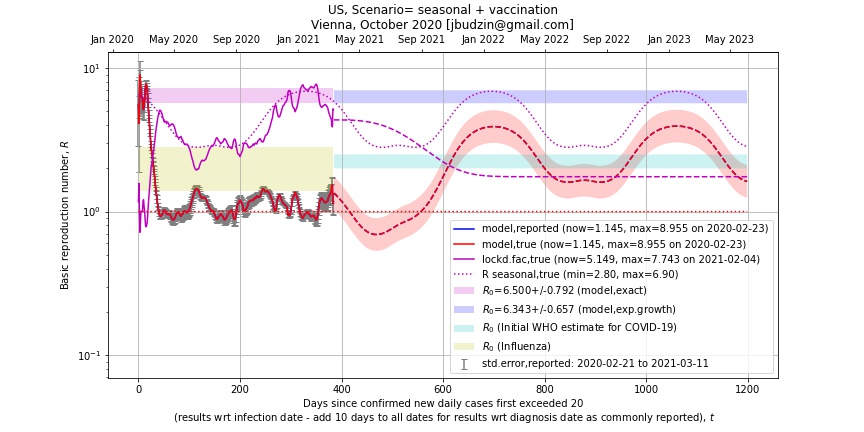 US, Scenario= seasonal + vaccination
Vienna, October 2020 [jbudzin@gmail.com]
Jan 2020 May 2020 Sep 2020 Jan 2021 May 2021 Sep 2021 Jan 2022 May 2022 Sep 2022 Jan 2023 May 2023
Basic reproduction number, R
10¹
10⁰
10⁻¹
model,reported (now=1.145, max=8.955 on 2020-02-23)
model,true (now=1.145, max=8.955 on 2020-02-23)
lockd.fac,true (now=5.149, max=7.743 on 2021-02-04)
R seasonal,true (min=2.80, max=6.90)
R₀=6.500+/-0.792 (model,exact)
R₀=6.343+/-0.657 (model,exp.growth)
R₀ (Initial WHO estimate for COVID-19)
R₀ (Influenza)
std.error,reported: 2020-02-21 to 2021-03-11
0 200 400 600 800 1000 1200
Days since confirmed new daily cases first exceeded 20
(results wrt infection date - add 10 days to all dates for results wrt diagnosis date as commonly reported), t